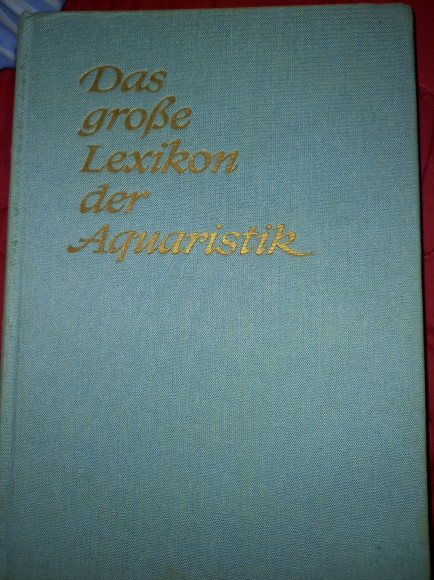 Das
große
Lexikon
der
Aquaristik